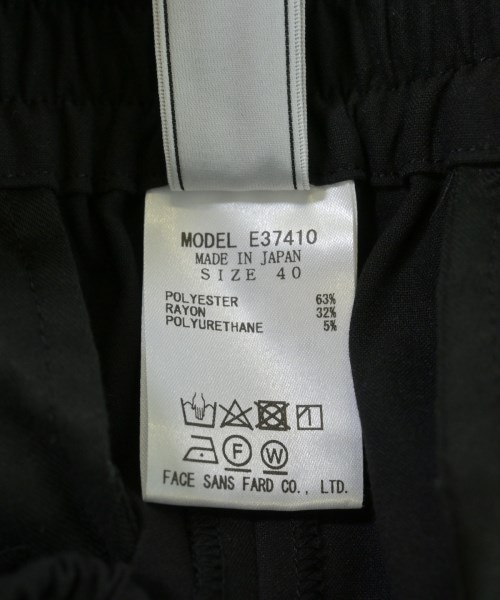 MODEL E37410
MADE IN JAPAN
SIZE 40
POLYESTER 63%
RAYON 32%
POLYURETHANE 5%
F W
FACE SANS FARD CO., LTD.